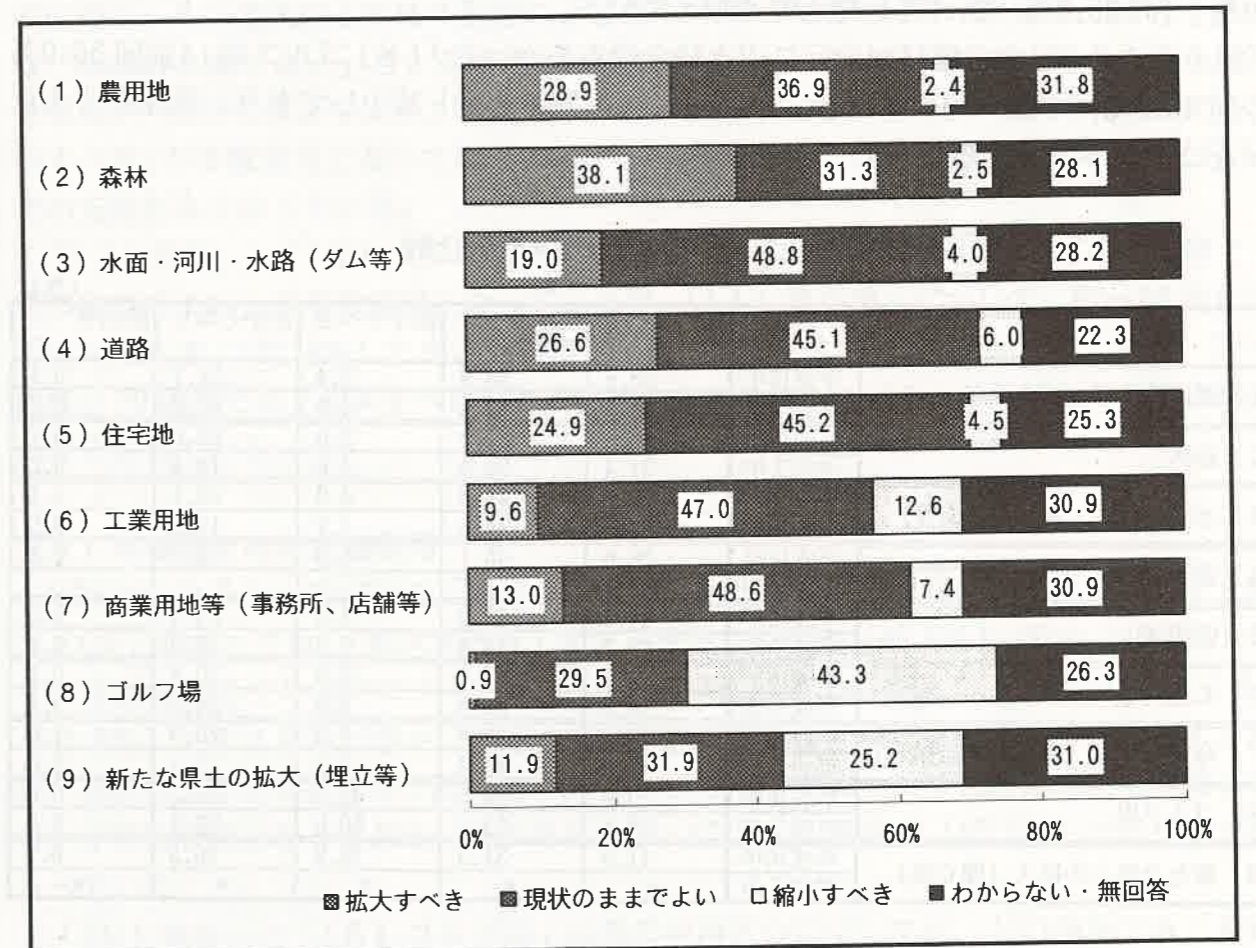 (1) 農用地 28.9 36.9 2.4 31.8
(2) 森林 38.1 31.3 2.5 28.1
(3) 水面・河川・水路（ダム等） 19.0 48.8 4.0 28.2
(4) 道路 26.6 45.1 6.0 22.3
(5) 住宅地 24.9 45.2 4.5 25.3
(6) 工業用地 9.6 47.0 12.6 30.9
(7) 商業用地等（事務所、店舗等） 13.0 48.6 7.4 30.9
(8) ゴルフ場 0.9 29.5 43.3 26.3
(9) 新たな県土の拡大（埋立等） 11.9 31.9 25.2 31.0
0% 20% 40% 60% 80% 100%
拡大すべき 現状のままでよい 縮小すべき わからない・無回答